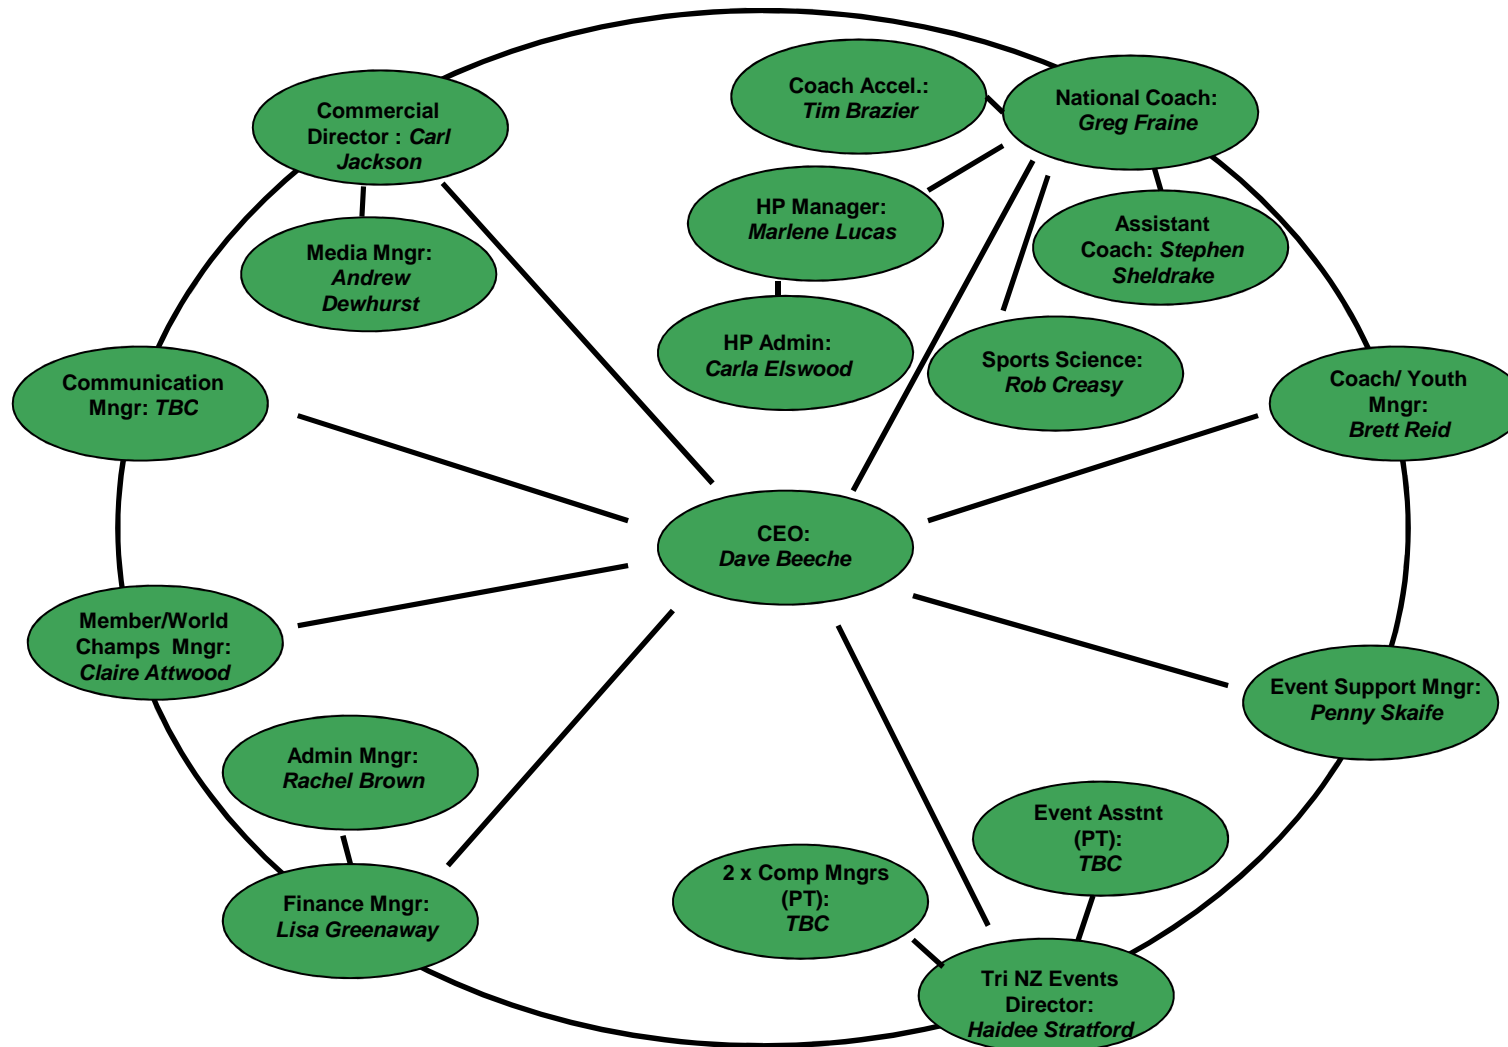 Coach Accel.:
Tim Brazier
National Coach:
Greg Fraine
Commercial
Director : Carl
Jackson
HP Manager:
Marlene Lucas
Assistant
Coach: Stephen
Sheldrake
Media Mngr:
Andrew
Dewhurst
HP Admin:
Carla Elswood
Sports Science:
Rob Creasy
Communication
Mngr: TBC
Coach/ Youth
Mngr:
Brett Reid
CEO:
Dave Beeche
Member/World
Champs  Mngr:
Claire Attwood
Event Support Mngr:
Penny Skaife
Admin Mngr:
Rachel Brown
Event Asstnt
(PT):
TBC
2 x Comp Mngrs
(PT):
TBC
Finance Mngr:
Lisa Greenaway
Tri NZ Events
Director:
Haidee Stratford